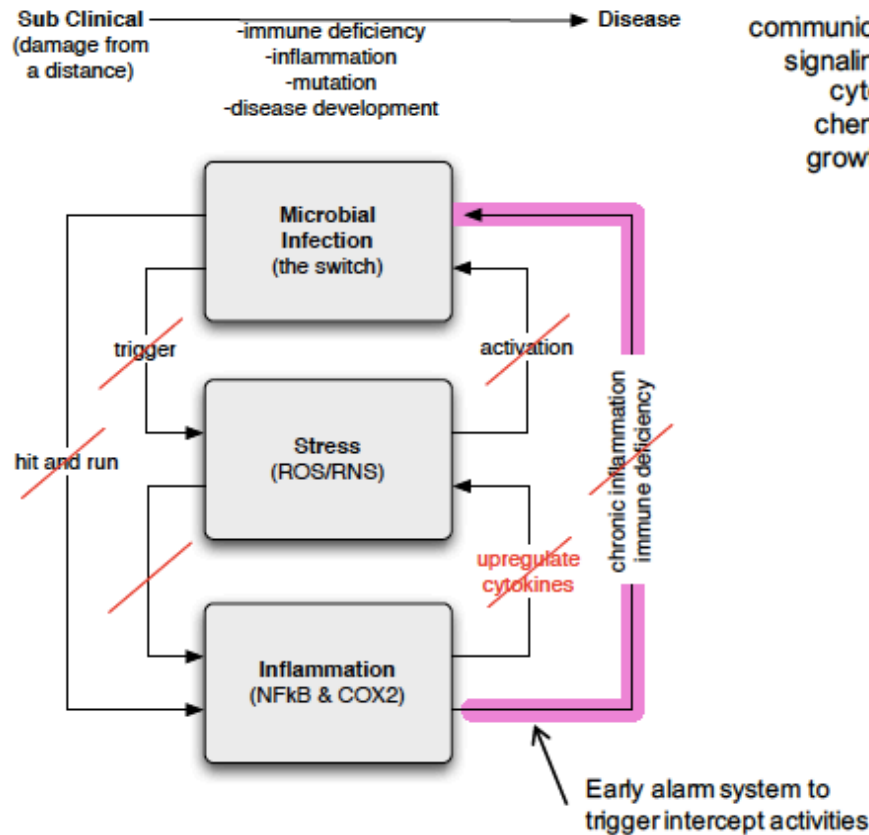 Sub Clinical
(damage from
a distance)
-immune deficiency
-inflammation
-mutation
-disease development
Disease
signalin
Microbial
Infection
(the switch)
trigger
activation
hit and run
Stress
(ROS/RNS)
chronic inflammation
immune deficiency
upregulate
cytokines
Inflammation
(NFkB & COX2)
Early alarm system to
trigger intercept activities